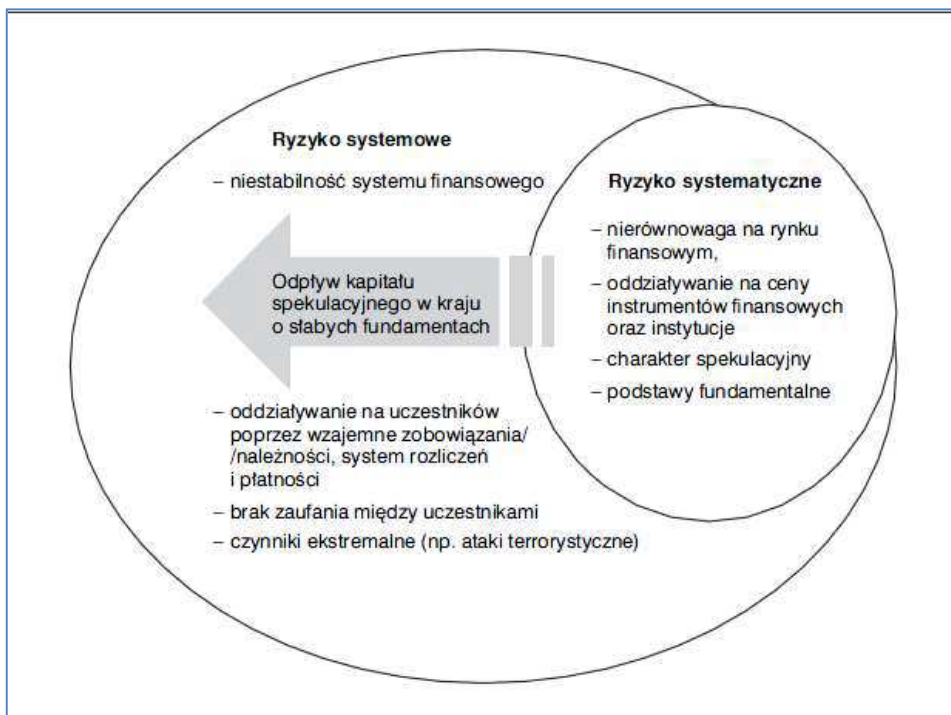 Ryzyko systemowe
– niestabilność systemu finansowego
Odpływ kapitału
spekulacyjnego w kraju
o słabych fundamentach
– oddziaływanie na uczestników
poprzez wzajemne zobowiązania/
/należności, system rozliczeń
i płatności
– brak zaufania między uczestnikami
– czynniki ekstremalne (np. ataki terrorystyczne)
Ryzyko systematyczne
– nierównowaga na rynku
finansowym,
– oddziaływanie na ceny
instrumentów finansowych
oraz instytucje
– charakter spekulacyjny
– podstawy fundamentalne